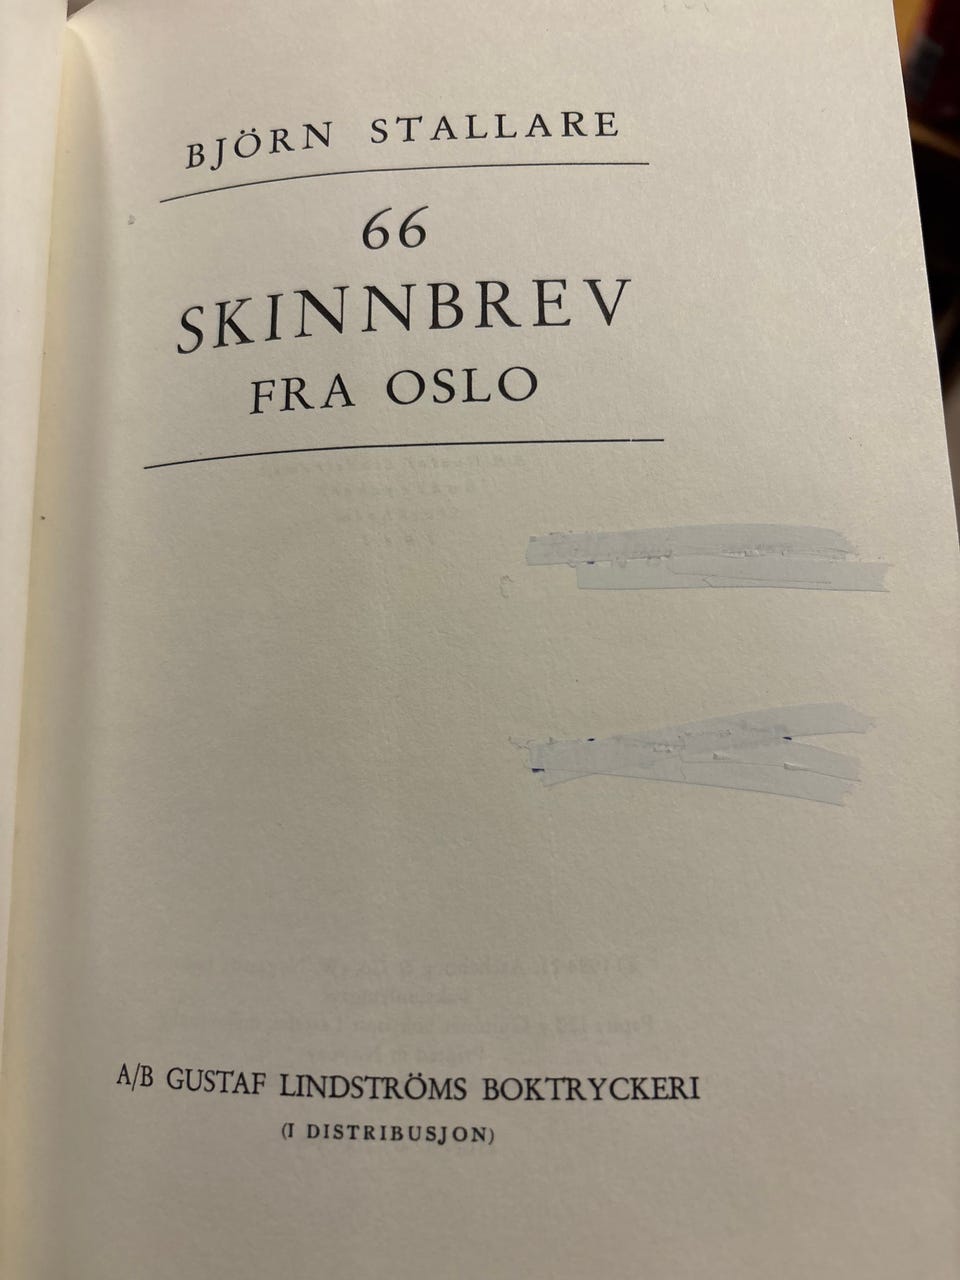 BJÖRN STALLARE
66
SKINNBREV
FRA OSLO
A/B GUSTAF LINDSTRÖMS BOKTRYCKERI
(I DISTRIBUSJON)